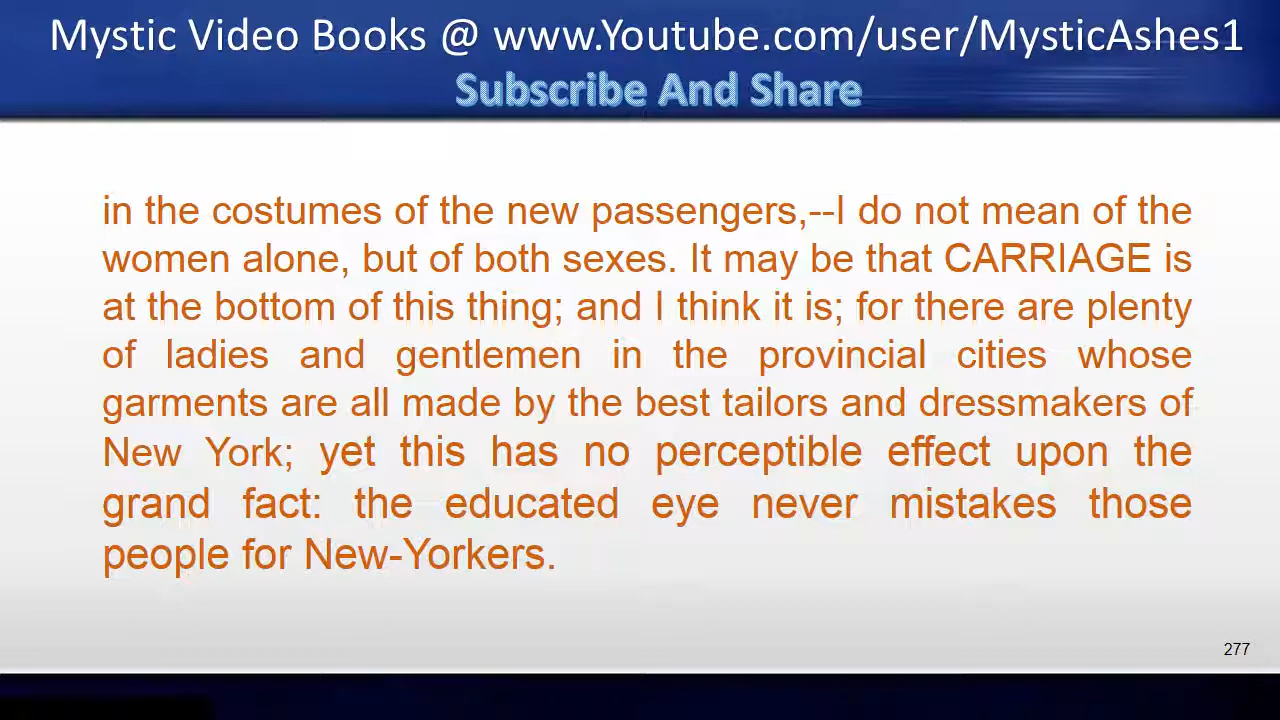 Mystic Video Books @ www.Youtube.com/user/MysticAshes1
Subscribe And Share
in the costumes of the new passengers,--I do not mean of the
women alone, but of both sexes. It may be that CARRIAGE is
at the bottom of this thing; and I think it is; for there are plenty
of ladies and gentlemen in the provincial cities whose
garments are all made by the best tailors and dressmakers of
New York; yet this has no perceptible effect upon the
grand fact: the educated eye never mistakes those
people for New-Yorkers.
277